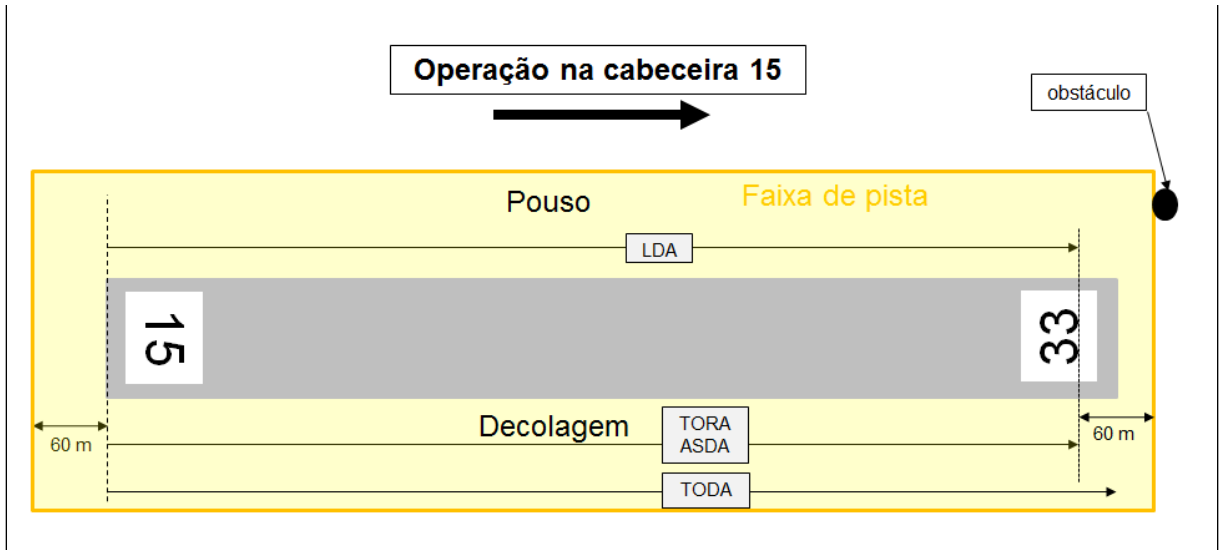 Operação na cabeceira 15
obstáculo
Pouso
Faixa de pista
LDA
15
33
60 m
Decolagem
TORA
ASDA
60 m
TODA